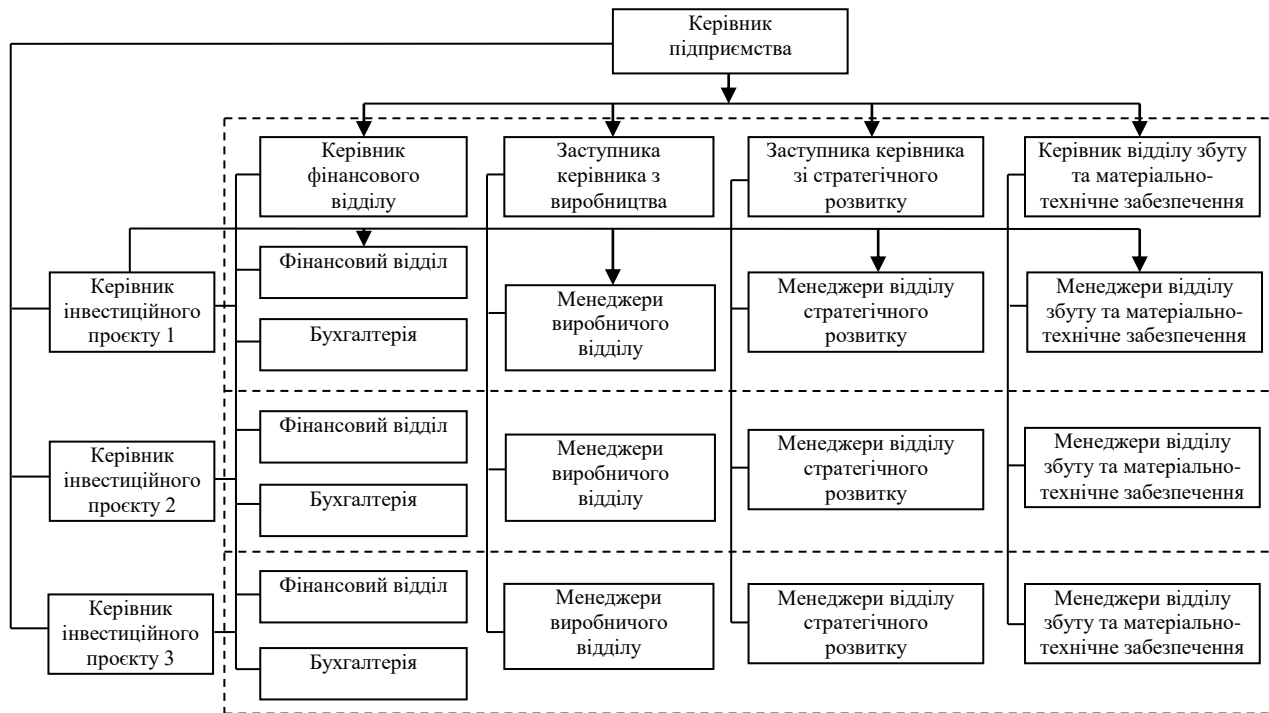 Керівник
підприємства
Керівник
фінансового
відділу
Заступника
керівника з
виробництва
Заступника керівника
зі стратегічного
розвитку
Керівник відділу збуту
та матеріально-
технічне забезпечення
Керівник
інвестиційного
проєкту 1
Фінансовий відділ
Бухгалтерія
Менеджери
виробничого
відділу
Менеджери відділу
стратегічного
розвитку
Менеджери відділу
збуту та матеріально-
технічне забезпечення
Керівник
інвестиційного
проєкту 2
Фінансовий відділ
Бухгалтерія
Менеджери
виробничого
відділу
Менеджери відділу
стратегічного
розвитку
Менеджери відділу
збуту та матеріально-
технічне забезпечення
Керівник
інвестиційного
проєкту 3
Фінансовий відділ
Бухгалтерія
Менеджери
виробничого
відділу
Менеджери відділу
стратегічного
розвитку
Менеджери відділу
збуту та матеріально-
технічне забезпечення